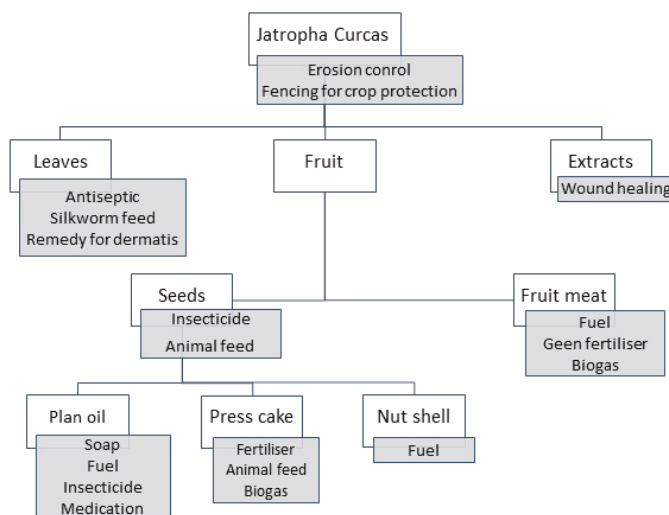 Jatropha Curcas
Erosion conrol
Fencing for crop protection
Leaves
Antiseptic
Silkworm feed
Remedy for dermatis
Fruit
Extracts
Wound healing
Seeds
Insecticide
Animal feed
Fruit meat
Fuel
Geen fertiliser
Biogas
Plan oil
Soap
Fuel
Insecticide
Medication
Press cake
Fertiliser
Animal feed
Biogas
Nut shell
Fuel